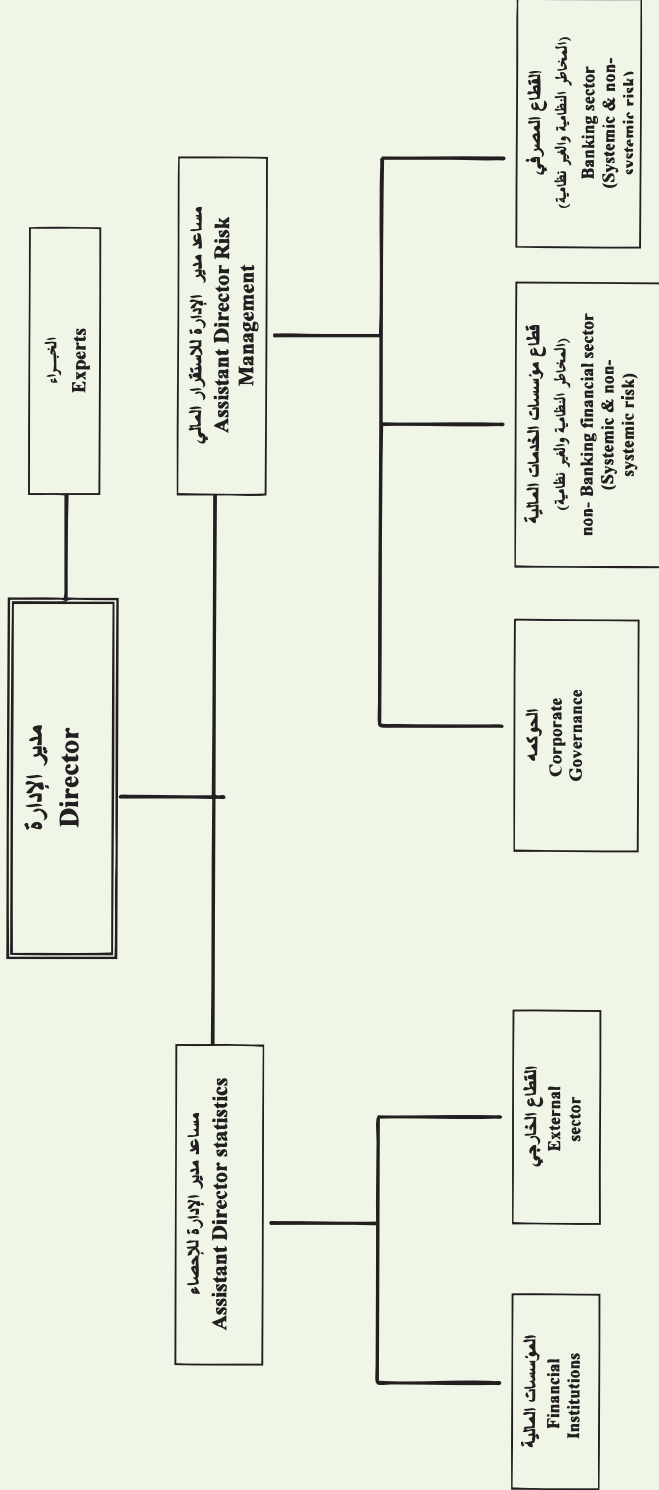 مدير الإدارة
Director
الخبـــراء
Experts
مساعد مدير الإدارة للإحصاء
Assistant Director statistics
مساعد مدير الإدارة للاستقرار المالي
Assistant Director Risk
Management
المؤسسات المالية
Financial
Institutions
القطاع الخارجي
External
sector
الحوكمه
Corporate
Governance
قطاع مؤسسات الخدمات المالية
(المخاطر النظامية والغير نظامية)
non- Banking financial sector
(Systemic & non-
systemic risk)
القطاع المصرفي
(المخاطر النظامية والغير نظامية)
Banking sector
(Systemic & non-
systemic risk)